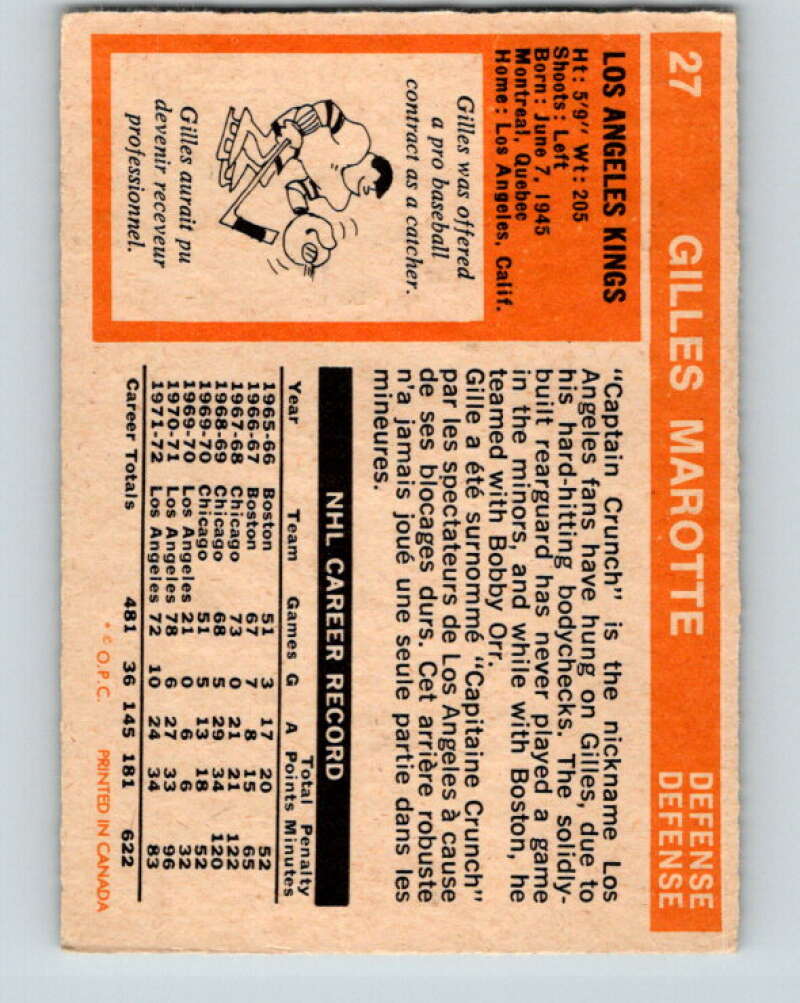 27 GILLES MAROTTE DEFENSE
DEFENSE
LOS ANGELES KINGS
Ht: 5'9" Wt: 205
Shoots: Left
Born: June 7, 1945
Montreal, Quebec
Home: Los Angeles, Calif.
Gilles was offered
a pro baseball
contract as a catcher.
Gilles aurait pu
devenir receveur
professionnel.
"Captain Crunch" is the nickname Los
Angeles fans have hung on Gilles, due to
his hard-hitting bodychecks. The solidly-
built rearguard has never played a game
in the minors, and while with Boston, he
teamed with Bobby Orr.
Gille a été surnommé "Capitaine Crunch"
par les spectateurs de Los Angeles à cause
de ses blocages durs. Cet arrière robuste
n'a jamais joué une seule partie dans les
mineures.
NHL CAREER RECORD
Total Penalty
Year Team Games G A Points Minutes
1965-66 Boston 51 3 17 20 52
1966-67 Boston 67 7 8 15 65
1967-68 Chicago 73 0 21 21 122
1968-69 Chicago 68 5 29 34 120
1969-70 Chicago 51 5 13 18 52
1969-70 Los Angeles 21 0 6 6 32
1970-71 Los Angeles 78 6 27 33 96
1971-72 Los Angeles 72 10 24 34 83
Career Totals 481 36 145 181 622
* © O.P.C. PRINTED IN CANADA